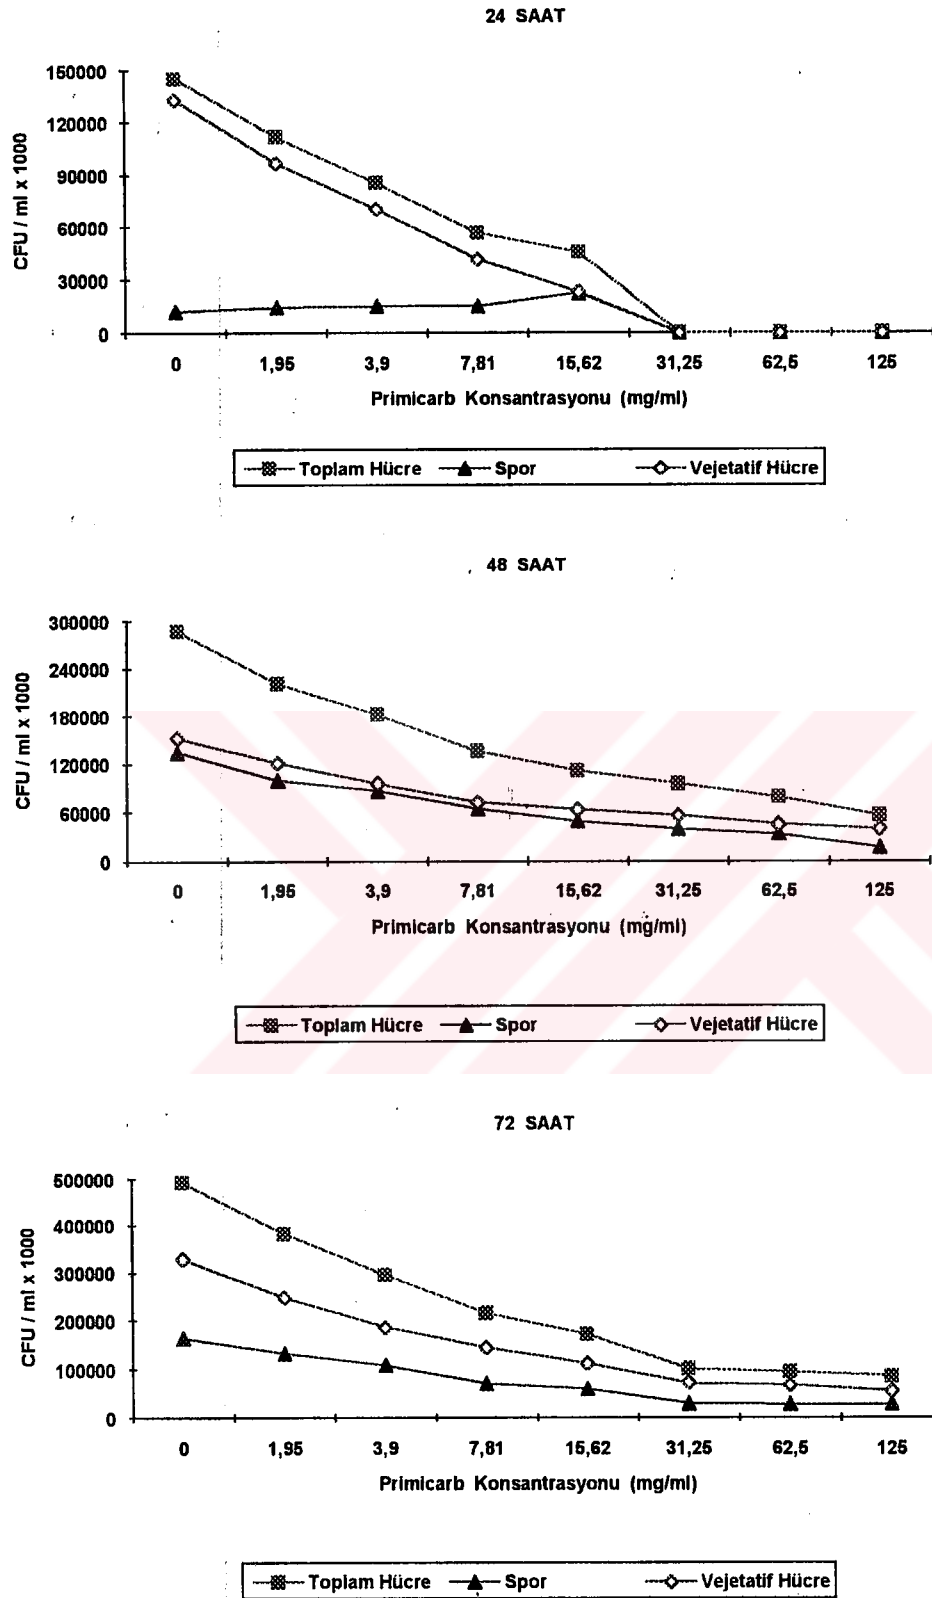 24 SAAT
CFU / ml x 1000
150000
120000
90000
60000
30000
0
0 1,95 3,9 7,81 15,62 31,25 62,5 125
Primicarb Konsantrasyonu (mg/ml)
Toplam Hücre Spor Vejetatif Hücre
48 SAAT
CFU / ml x 1000
300000
240000
180000
120000
60000
0
0 1,95 3,9 7,81 15,62 31,25 62,5 125
Primicarb Konsantrasyonu (mg/ml)
Toplam Hücre Spor Vejetatif Hücre
72 SAAT
CFU / ml x 1000
500000
400000
300000
200000
100000
0
0 1,95 3,9 7,81 15,62 31,25 62,5 125
Primicarb Konsantrasyonu (mg/ml)
Toplam Hücre Spor Vejetatif Hücre